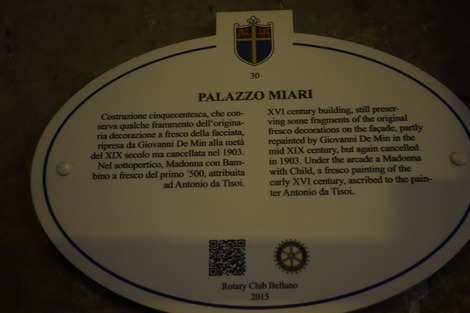 30
PALAZZO MIARI
Costruzione cinquecentesca, che con-
serva qualche frammento dell'origina-
ria decorazione a fresco della facciata,
ripresa da Giovanni De Min alla metà
del XIX secolo ma cancellata nel 1903.
Nel sottoportico, Madonna con Bam-
bino a fresco del primo '500, attribuita
ad Antonio da Tisoi.
XVI century building, still preser-
ving some fragments of the original
fresco decorations on the façade, partly
repainted by Giovanni De Min in the
mid XIX century, but again cancelled
in 1903. Under the arcade a Madonna
with Child, a fresco painting of the
early XVI century, ascribed to the pain-
ter Antonio da Tisoi.
Rotary Club Belluno
2015